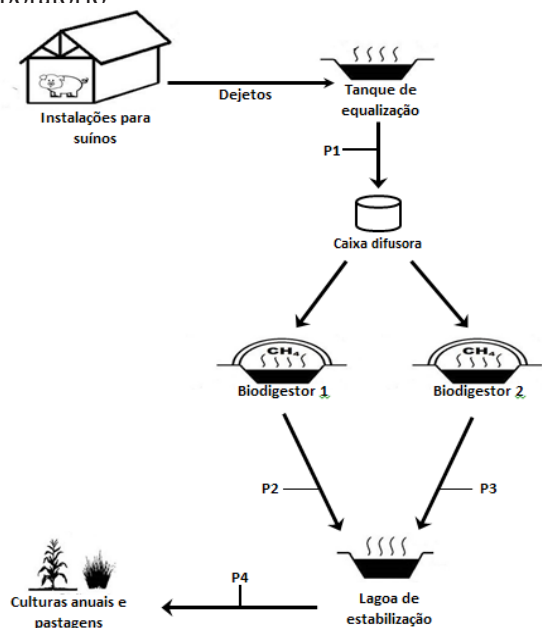 Dejetos
Instalações para
suínos
Tanque de
equalização
P1
Caixa difusora
CH₄
CH₄
Biodigestor 1
Biodigestor 2
P2
P3
P4
Culturas anuais e
pastagens
Lagoa de
estabilização